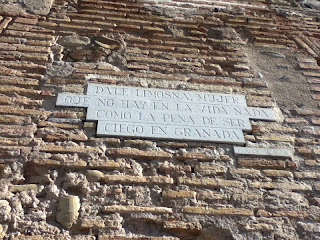 DALE LIMOSNA, MUJER
QUE NO HAY EN LA VIDA NADA
COMO LA PENA DE SER
CIEGO EN GRANADA